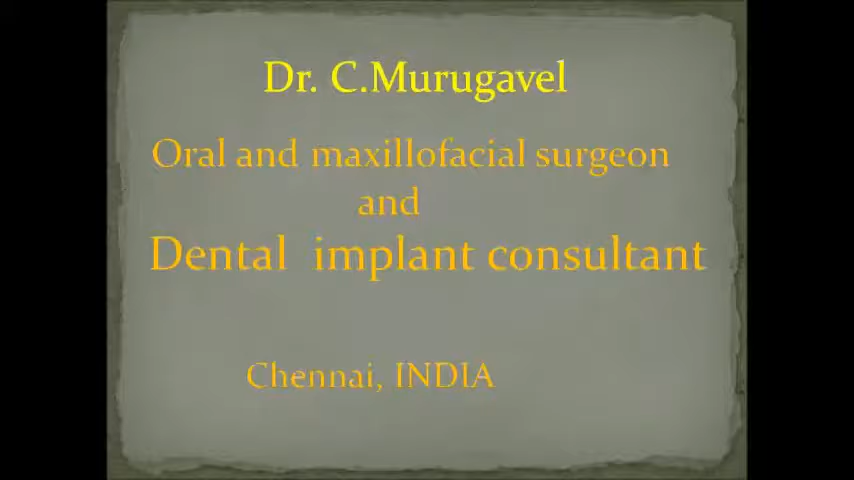 Dr. C.Murugavel
Oral and maxillofacial surgeon
and
Dental implant consultant
Chennai, INDIA